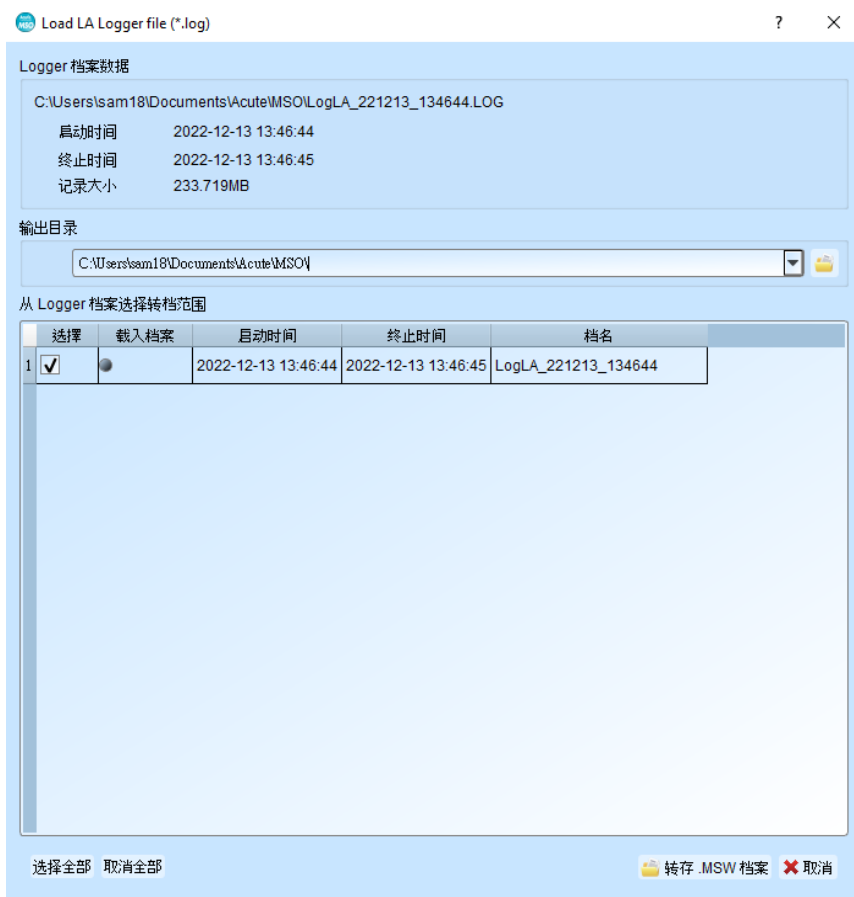 Load LA Logger file (*.log) ? ×
Logger 档案数据
C:\Users\sam18\Documents\Acute\MSO\LogLA_221213_134644.LOG
启动时间 2022-12-13 13:46:44
终止时间 2022-12-13 13:46:45
记录大小 233.719MB
输出目录
C:\Users\sam18\Documents\Acute\MSO\
从 Logger 档案选择转档范围
选擇 载入档案 启动时间 终止时间 档名
1 2022-12-13 13:46:44 2022-12-13 13:46:45 LogLA_221213_134644
选择全部 取消全部 转存 .MSW 档案 取消